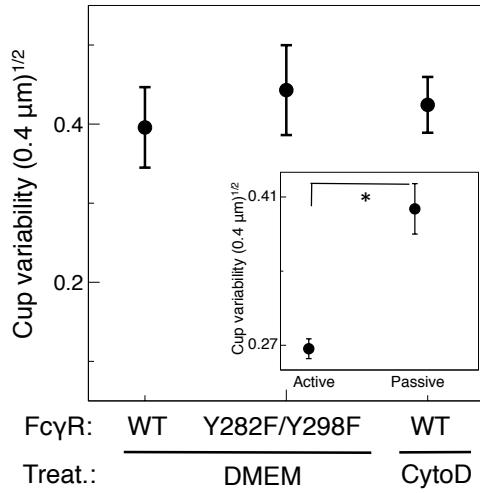 Cup variability (0.4 μm)1/2
0.4
0.2
Cup variability (0.4 μm)1/2
0.41
0.27
*
Active Passive
FcγR: WT Y282F/Y298F WT
Treat.: DMEM CytoD